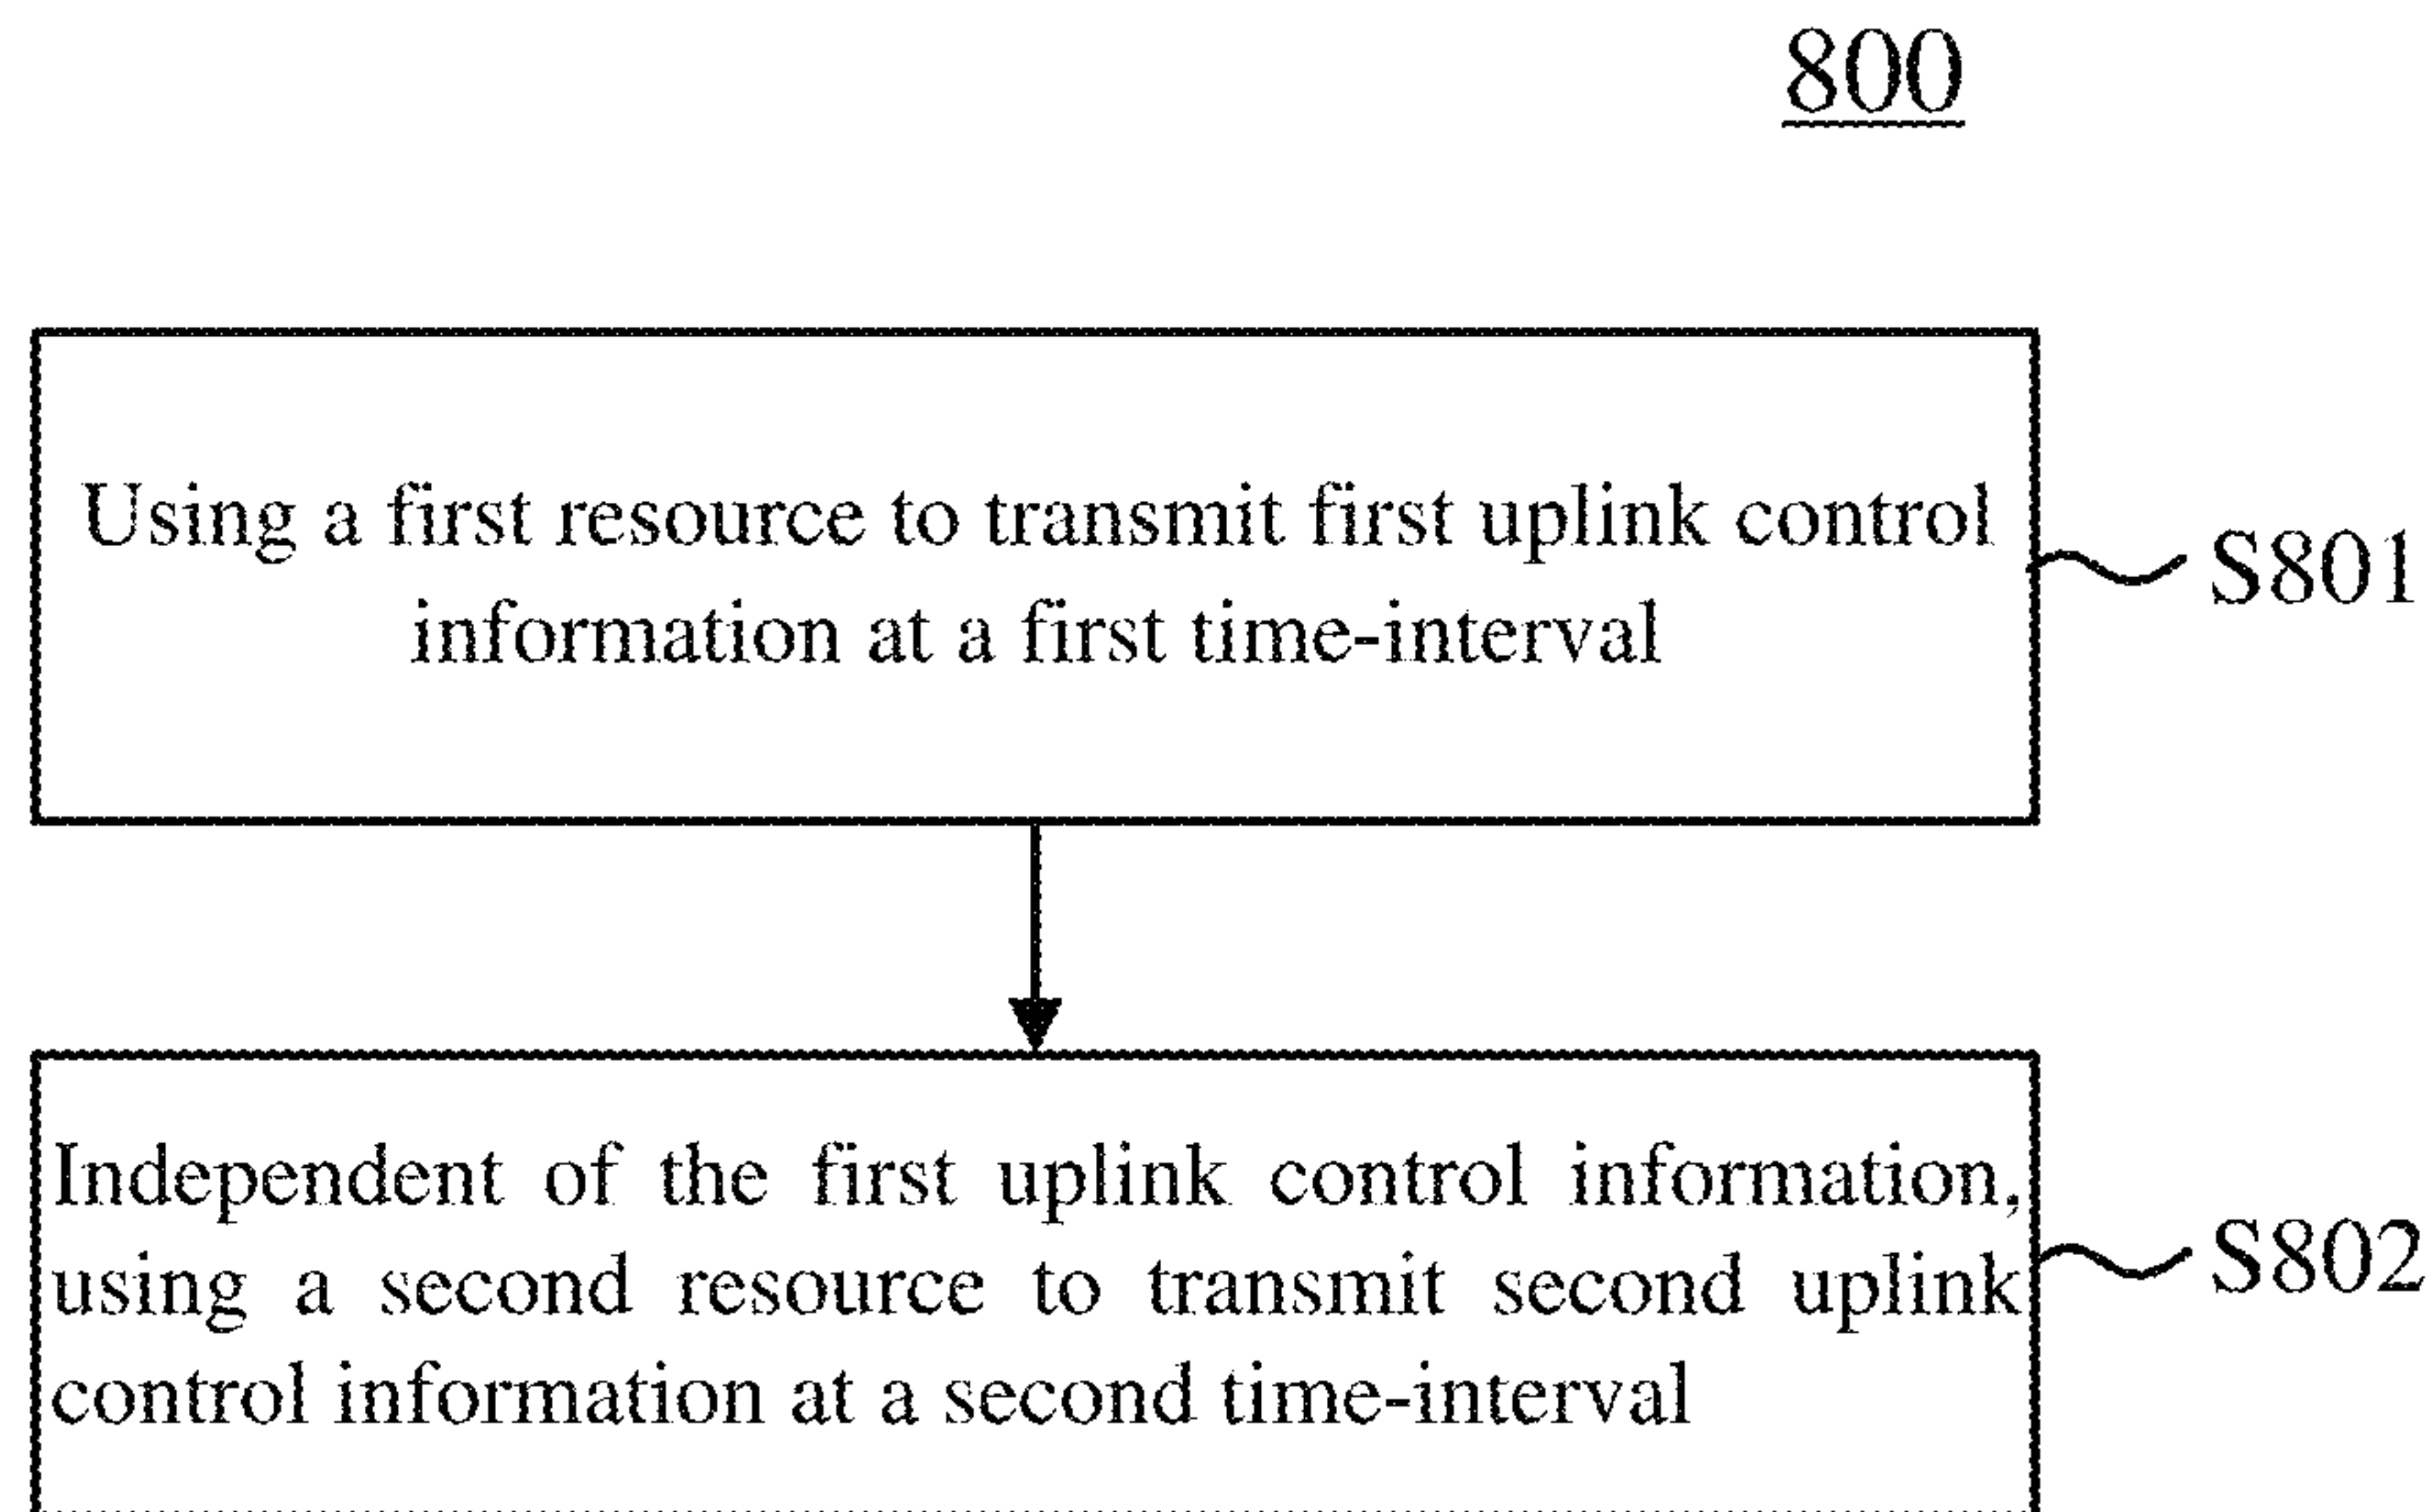 800
Using a first resource to transmit first uplink control
information at a first time-interval
S801
Independent of the first uplink control information,
using a second resource to transmit second uplink
control information at a second time-interval
S802